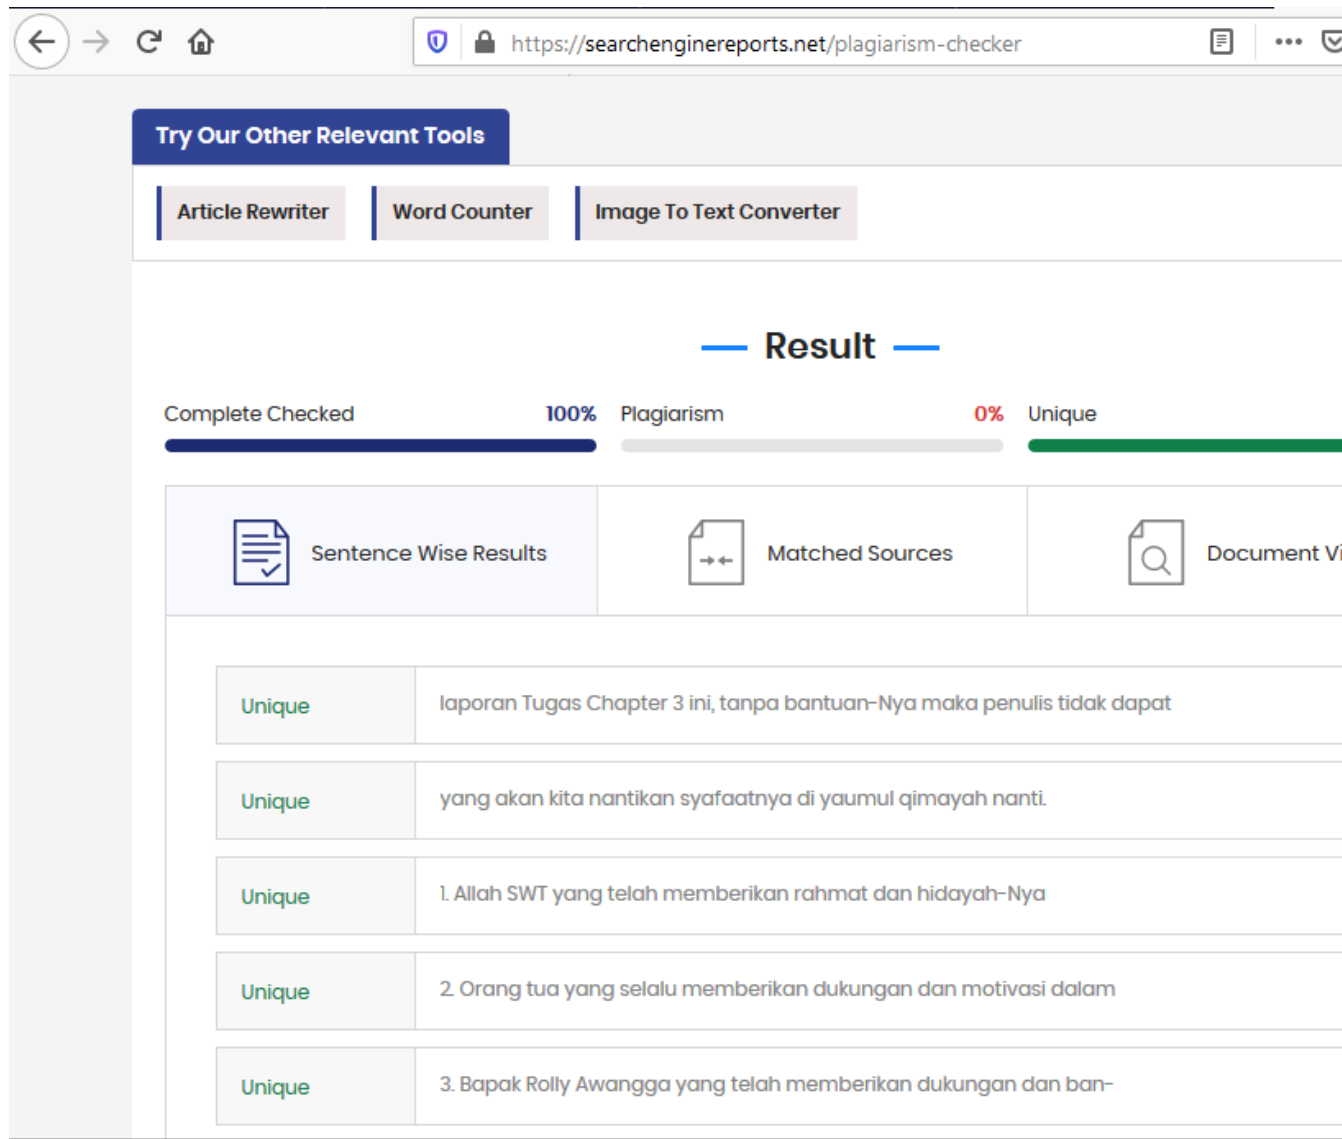 https://searchenginereports.net/plagiarism-checker
Try Our Other Relevant Tools
Article Rewriter Word Counter Image To Text Converter
Result
Complete Checked 100% Plagiarism 0% Unique
Sentence Wise Results Matched Sources Document Vi
Unique laporan Tugas Chapter 3 ini, tanpa bantuan-Nya maka penulis tidak dapat
Unique yang akan kita nantikan syafaatnya di yaumul qimayah nanti.
Unique 1. Allah SWT yang telah memberikan rahmat dan hidayah-Nya
Unique 2. Orang tua yang selalu memberikan dukungan dan motivasi dalam
Unique 3. Bapak Rolly Awangga yang telah memberikan dukungan dan ban-